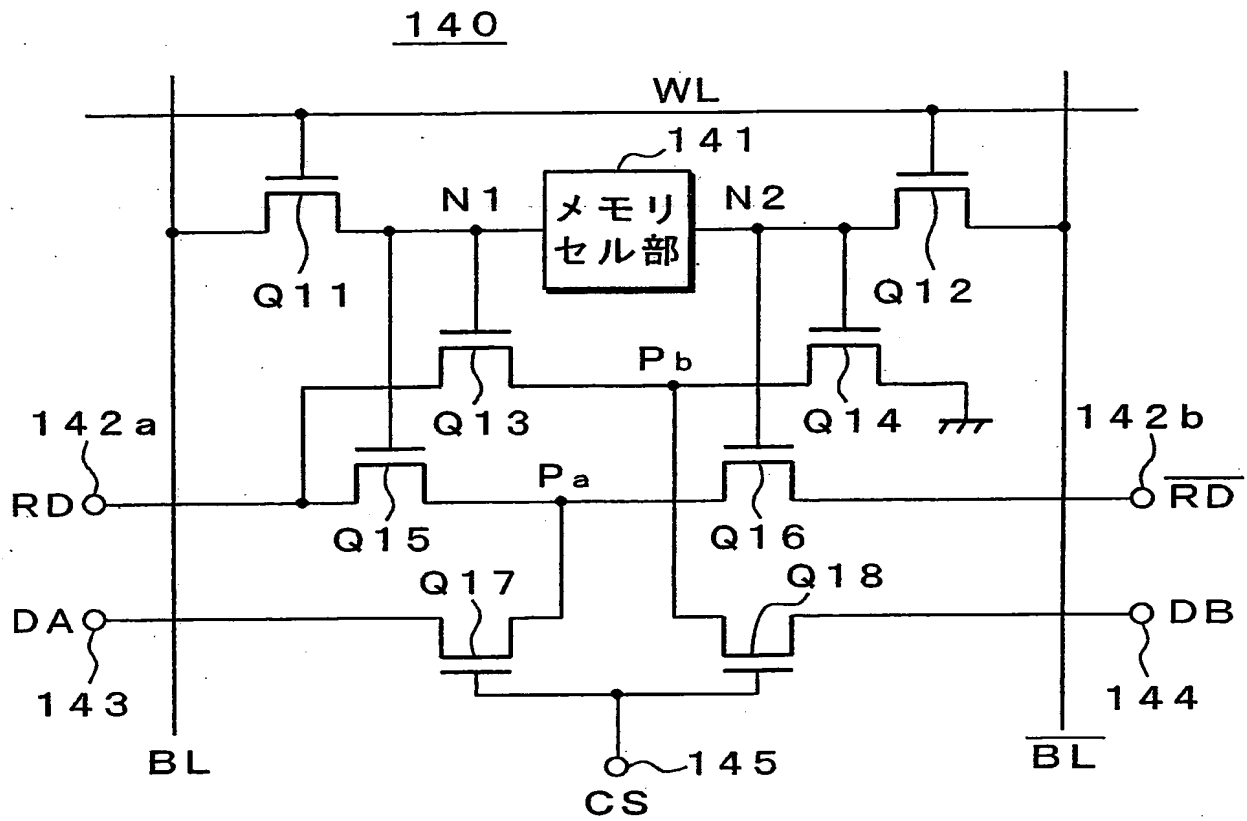 140
WL
141
N1
メモリ
セル部
N2
Q11
Q12
Pb
Q13
Q14
142a
142b
Pa
RD
RD
Q15
Q16
Q17
Q18
DA
DB
143
144
BL
145
BL
CS